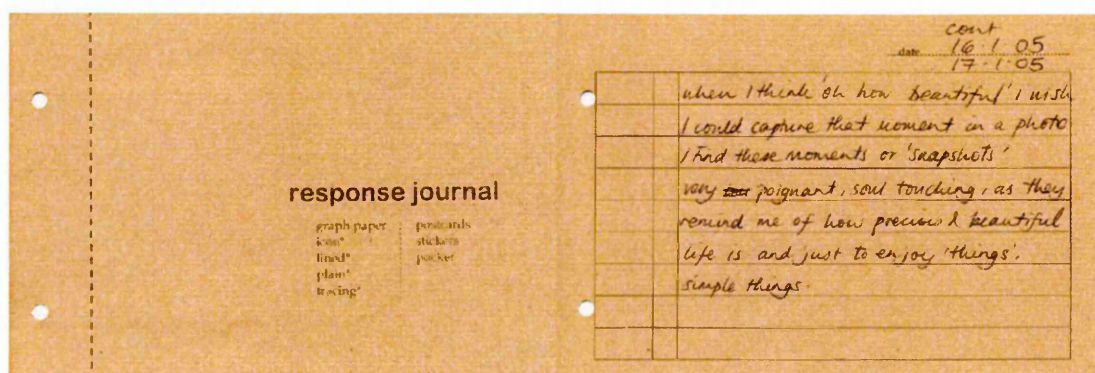 response journal
graph paper
icon*
lined*
plain*
tracing*
postcards
stickers
pocket
cont
date 16.1 05
17.1.05
when I think 'oh how beautiful' I wish
I could capture that moment in a photo
I find these moments or 'snapshots'
very poignant, soul touching, as they
remind me of how precious & beautiful
life is and just to enjoy 'things'.
simple things.